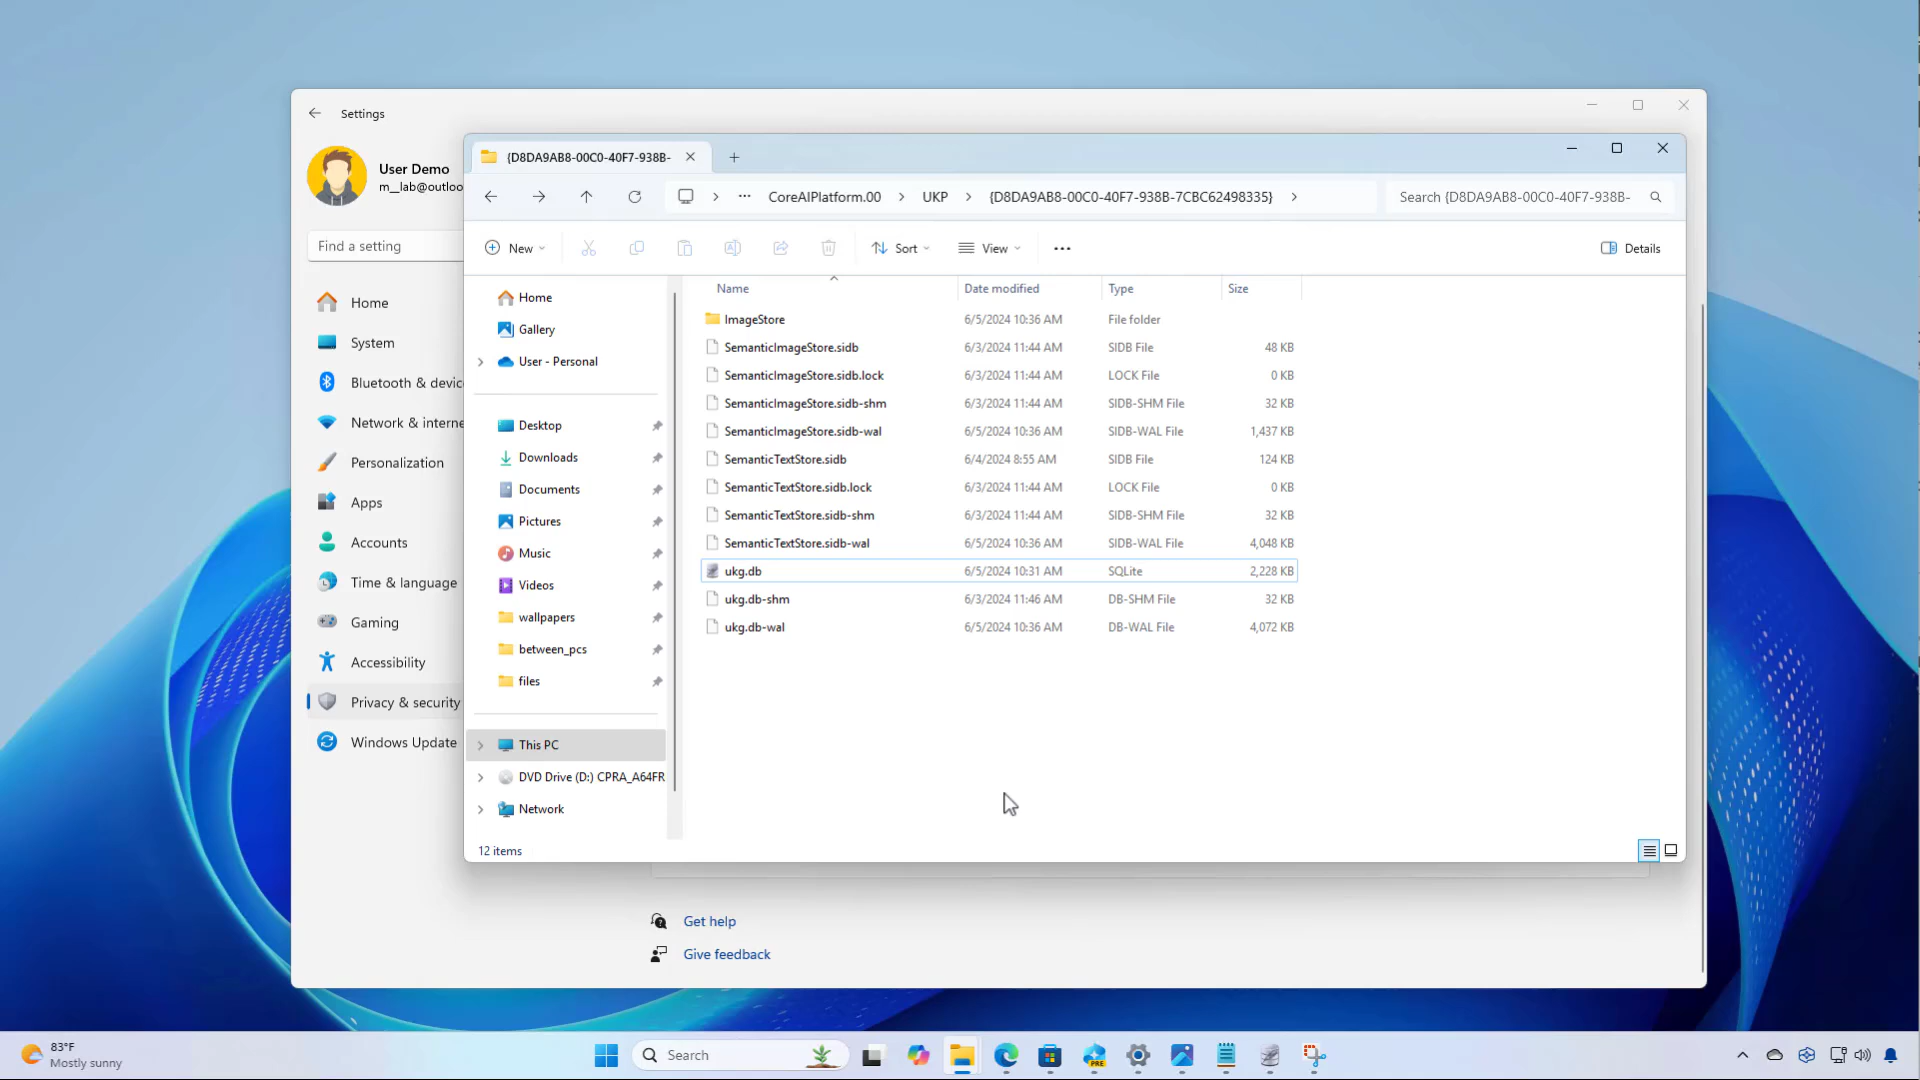 Settings
User Demo
m__lab@outloo
Find a setting
Home
System
Bluetooth & devic
Network & interne
Personalization
Apps
Accounts
Time & language
Gaming
Accessibility
Privacy & security
Windows Update
{D8DA9AB8-00C0-40F7-938B-
CoreAIPlatform.00 UKP {D8DA9AB8-00C0-40F7-938B-7CBC62498335}
Search {D8DA9AB8-00C0-40F7-938B-
New
Sort
View
Details
Home
Gallery
User - Personal
Desktop
Downloads
Documents
Pictures
Music
Videos
wallpapers
between_pcs
files
This PC
DVD Drive (D:) CPRA_A64FR
Network
Name Date modified Type Size
ImageStore 6/5/2024 10:36 AM File folder
SemanticImageStore.sidb 6/3/2024 11:44 AM SIDB File 48 KB
SemanticImageStore.sidb.lock 6/3/2024 11:44 AM LOCK File 0 KB
SemanticImageStore.sidb-shm 6/3/2024 11:44 AM SIDB-SHM File 32 KB
SemanticImageStore.sidb-wal 6/5/2024 10:36 AM SIDB-WAL File 1,437 KB
SemanticTextStore.sidb 6/4/2024 8:55 AM SIDB File 124 KB
SemanticTextStore.sidb.lock 6/3/2024 11:44 AM LOCK File 0 KB
SemanticTextStore.sidb-shm 6/3/2024 11:44 AM SIDB-SHM File 32 KB
SemanticTextStore.sidb-wal 6/5/2024 10:36 AM SIDB-WAL File 4,048 KB
ukg.db 6/5/2024 10:31 AM SQLite 2,228 KB
ukg.db-shm 6/3/2024 11:46 AM DB-SHM File 32 KB
ukg.db-wal 6/5/2024 10:36 AM DB-WAL File 4,072 KB
12 items
Get help
Give feedback
83°F
Mostly sunny
Search
PRE